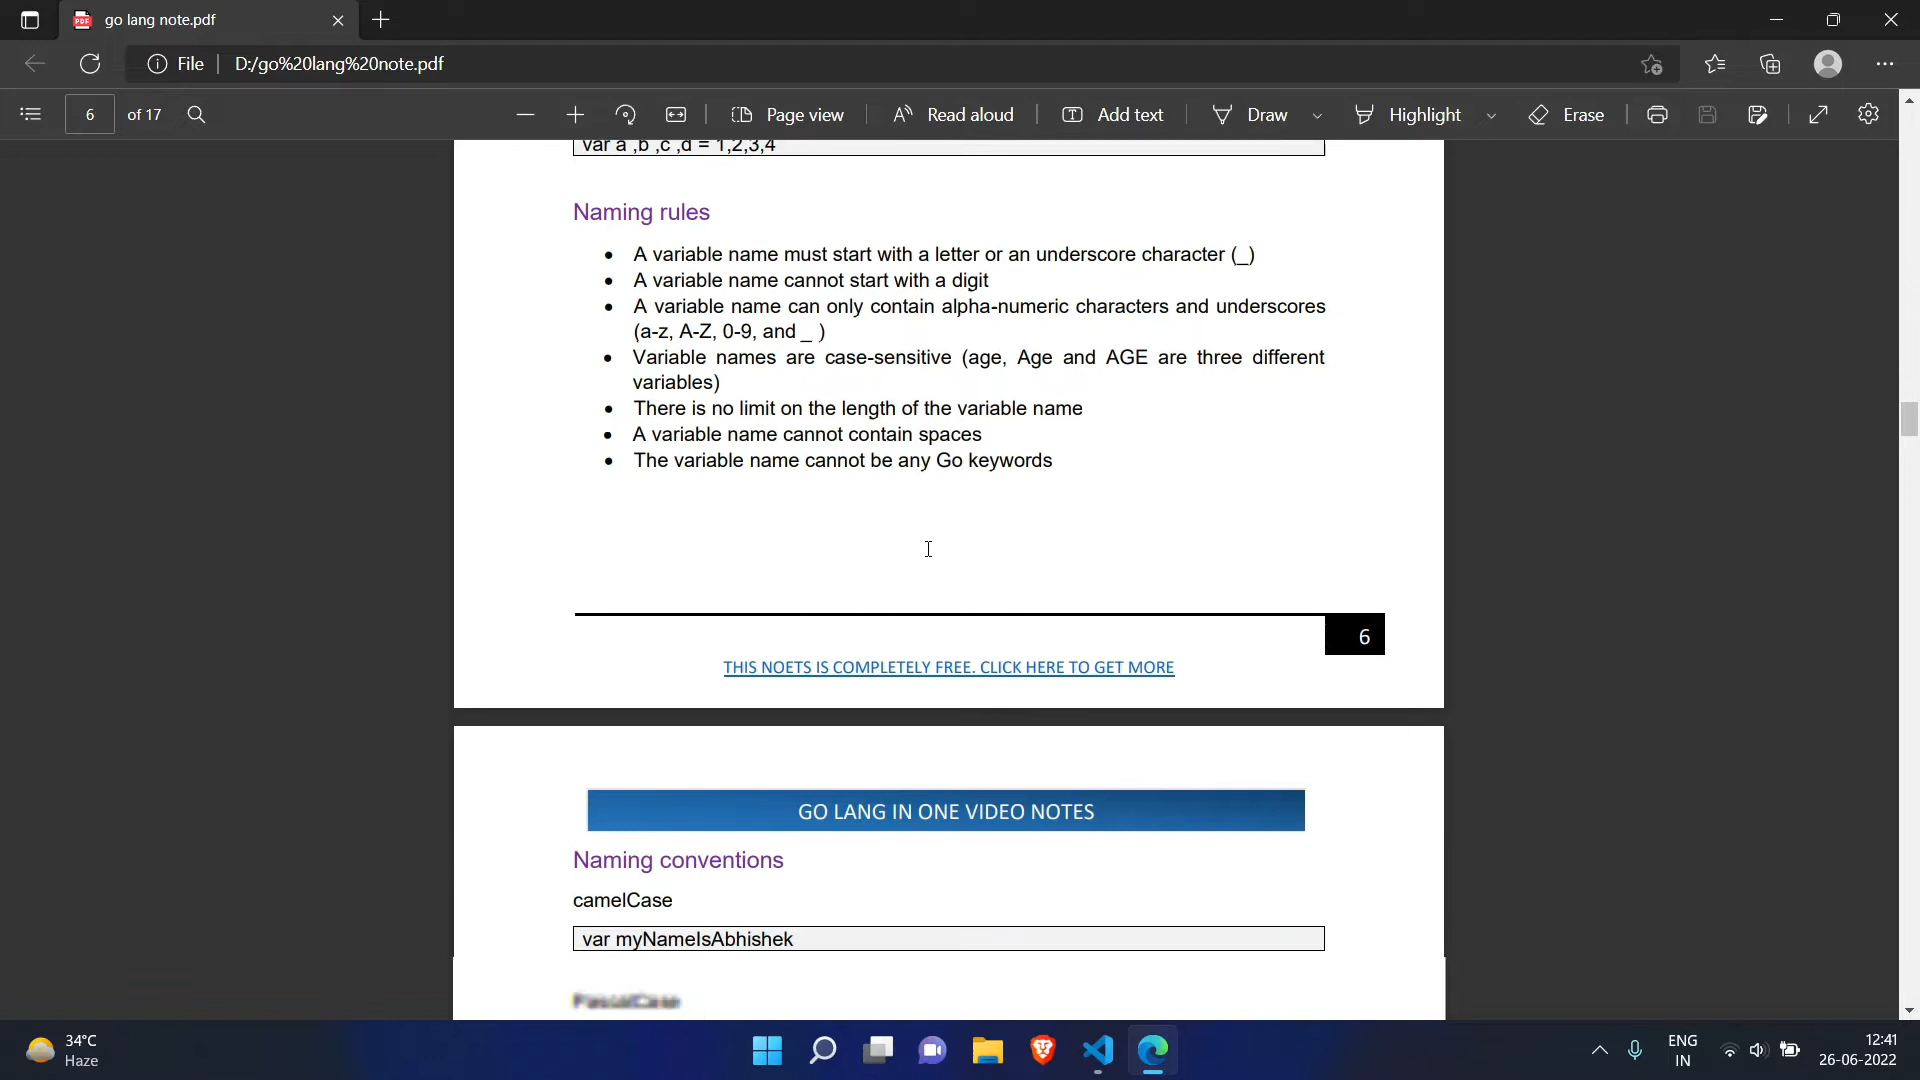 go lang note.pdf
File
D:/go%20lang%20note.pdf
6 of 17
Page view
Read aloud
Add text
Draw
Highlight
Erase
var a ,b ,c ,d = 1,2,3,4
Naming rules
• A variable name must start with a letter or an underscore character (_)
• A variable name cannot start with a digit
• A variable name can only contain alpha-numeric characters and underscores
(a-z, A-Z, 0-9, and _ )
• Variable names are case-sensitive (age, Age and AGE are three different
variables)
• There is no limit on the length of the variable name
• A variable name cannot contain spaces
• The variable name cannot be any Go keywords
6
THIS NOETS IS COMPLETELY FREE. CLICK HERE TO GET MORE
GO LANG IN ONE VIDEO NOTES
Naming conventions
camelCase
var myNameIsAbhishek
PascalCase
34°C
Haze
ENG
IN
12:41
26-06-2022